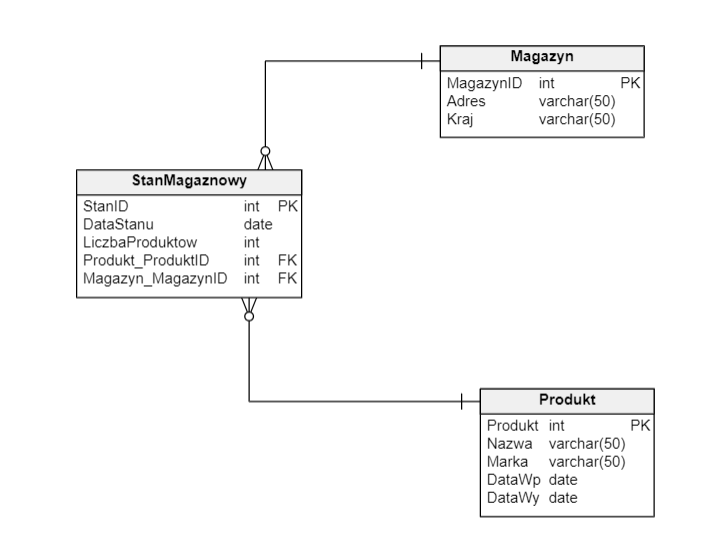 Magazyn
MagazynID int PK
Adres varchar(50)
Kraj varchar(50)
StanMagaznowy
StanID int PK
DataStanu date
LiczbaProduktow int
Produkt_ProduktID int FK
Magazyn_MagazynID int FK
Produkt
Produkt int PK
Nazwa varchar(50)
Marka varchar(50)
DataWp date
DataWy date